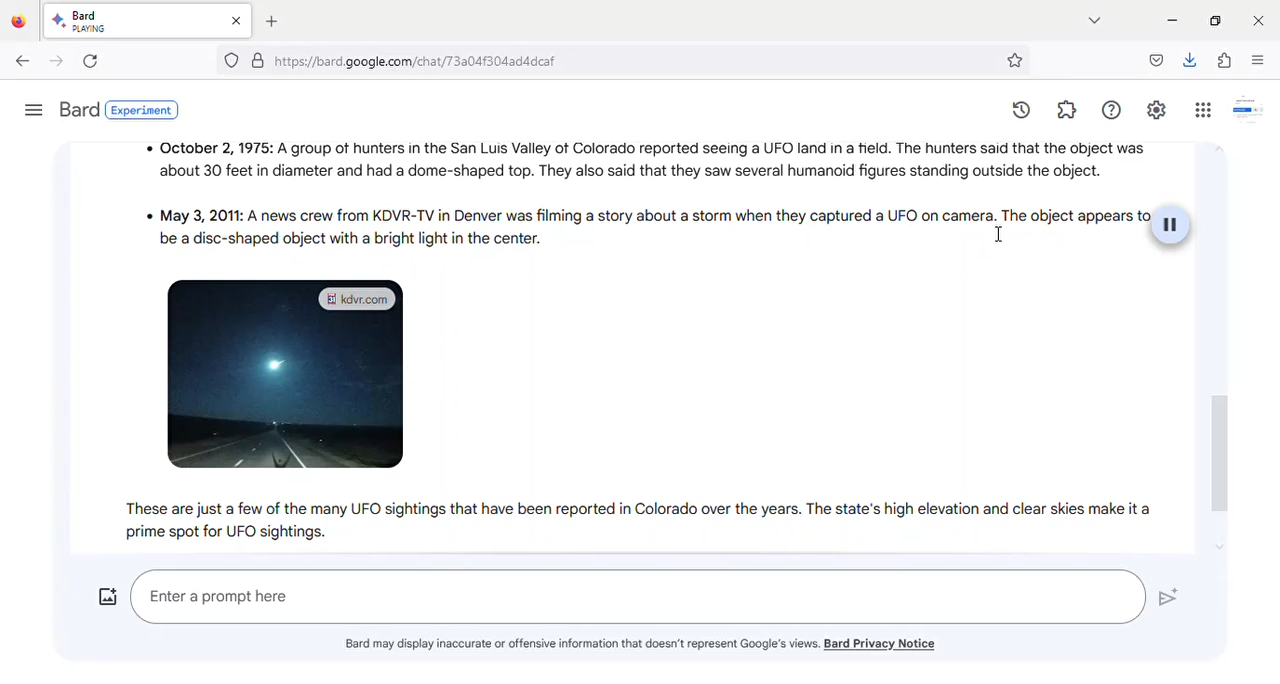 Bard
PLAYING
https://bard.google.com/chat/73a04f304ad4dcaf
Bard Experiment
• October 2, 1975: A group of hunters in the San Luis Valley of Colorado reported seeing a UFO land in a field. The hunters said that the object was
about 30 feet in diameter and had a dome-shaped top. They also said that they saw several humanoid figures standing outside the object.
• May 3, 2011: A news crew from KDVR-TV in Denver was filming a story about a storm when they captured a UFO on camera. The object appears to
be a disc-shaped object with a bright light in the center.
kdvr.com
These are just a few of the many UFO sightings that have been reported in Colorado over the years. The state's high elevation and clear skies make it a
prime spot for UFO sightings.
Enter a prompt here
Bard may display inaccurate or offensive information that doesn't represent Google's views. Bard Privacy Notice